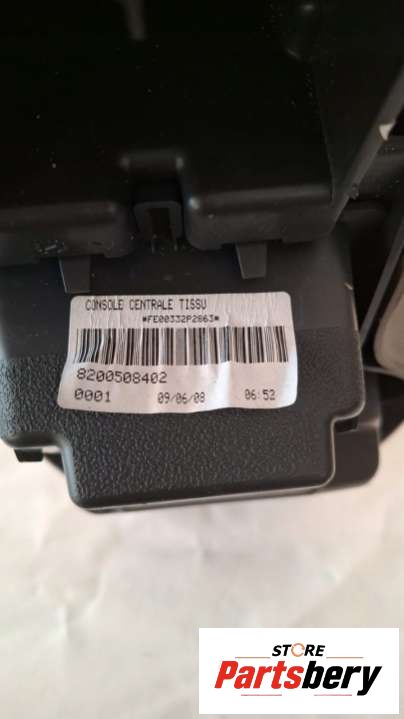 CONSOLE CENTRALE TISSU
*FE00332P2863*
8200508402
0001 09/06/08 06:52
STORE
Partsbery